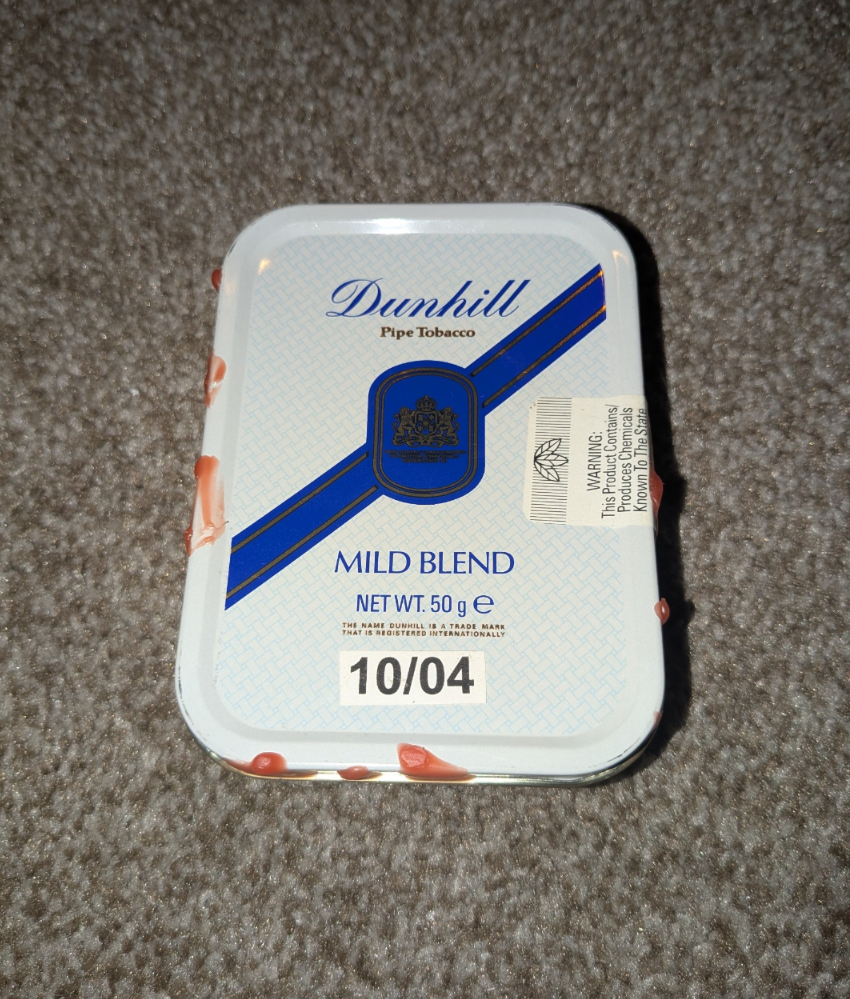 Dunhill
Pipe Tobacco
WARNING:
This Product Contains/
Produces Chemicals
Known To The State
MILD BLEND
NET WT. 50 g e
THE NAME DUNHILL IS A TRADE MARK
THAT IS REGISTERED INTERNATIONALLY
10/04